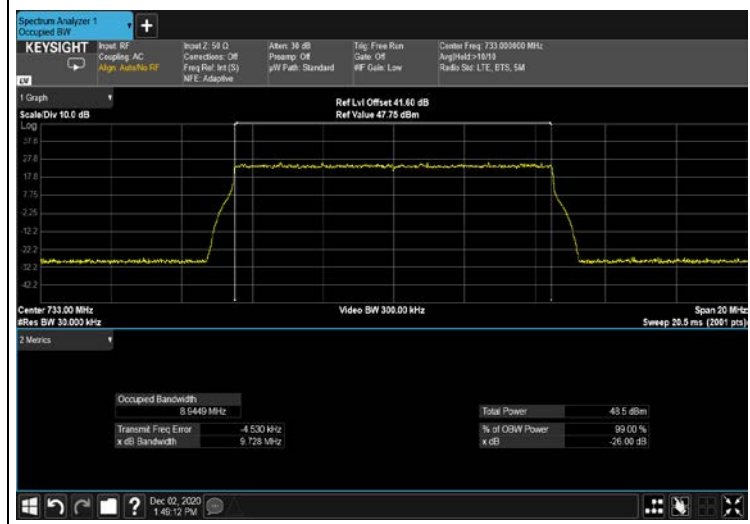 Spectrum Analyzer 1
Occupied BW
KEYSIGHT
Input: RF
Coupling: AC
Align: Auto/No RF
Input Z: 50 Ω
Corrections: Off
Freq Ref: Int (S)
NFE: Adaptive
Atten: 30 dB
Preamp: Off
µW Path: Standard
Trig: Free Run
Gate: Off
#IF Gain: Low
Center Freq: 733.000000 MHz
Avg|Hold:>10/10
Radio Std: LTE, BTS, 5M
1 Graph
Scale/Div 10.0 dB
Ref Lvl Offset 41.60 dB
Ref Value 47.75 dBm
Log
37.8
27.8
17.8
7.75
-2.25
-12.2
-22.2
-32.2
-42.2
Center 733.00 MHz
Video BW 300.00 kHz
Span 20 MHz
#Res BW 30.000 kHz
Sweep 20.5 ms (2001 pts)
2 Metrics
Occupied Bandwidth
8.9449 MHz
Transmit Freq Error -4.530 kHz
x dB Bandwidth 9.728 MHz
Total Power 48.5 dBm
% of OBW Power 99.00 %
x dB -26.00 dB
Dec 02, 2020
1:49:12 PM